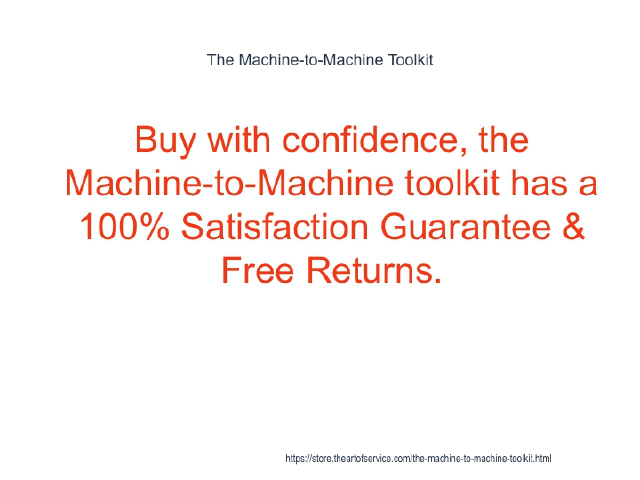 The Machine-to-Machine Toolkit
Buy with confidence, the
Machine-to-Machine toolkit has a
100% Satisfaction Guarantee &
Free Returns.
https://store.theartofservice.com/the-machine-to-machine-toolkit.html